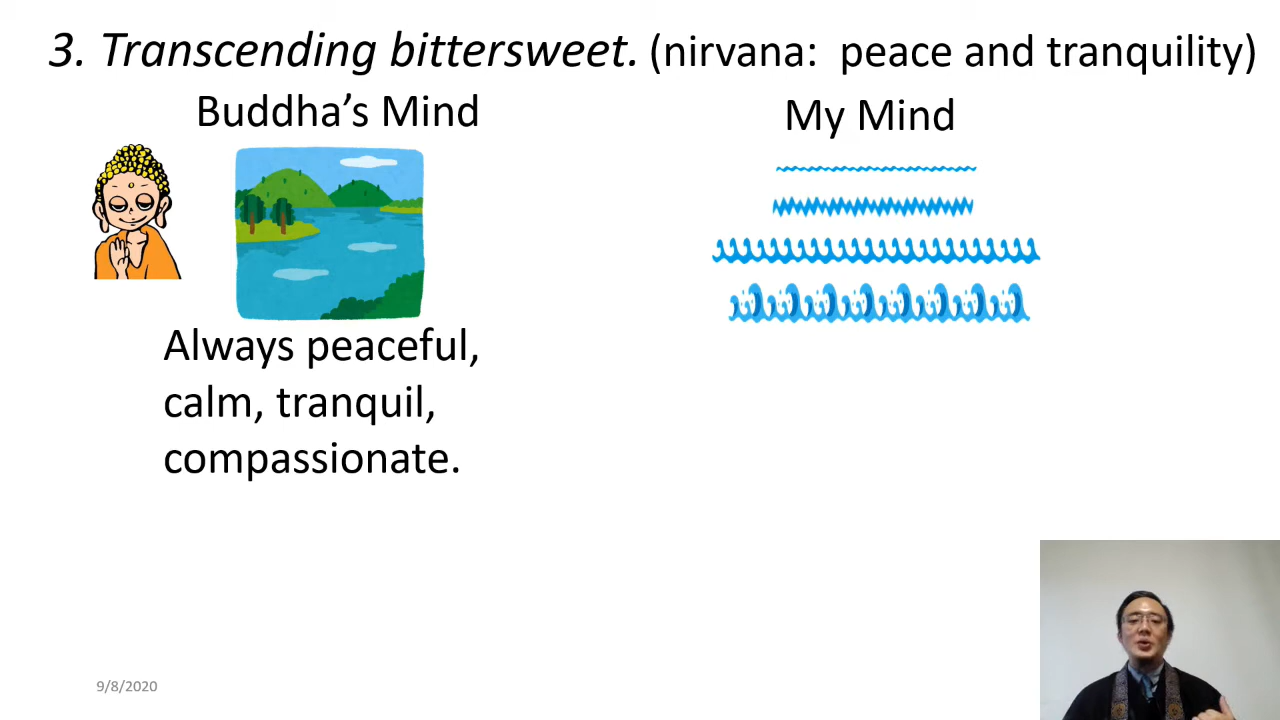 3. Transcending bittersweet. (nirvana: peace and tranquility)
Buddha’s Mind
My Mind
Always peaceful,
calm, tranquil,
compassionate.
9/8/2020